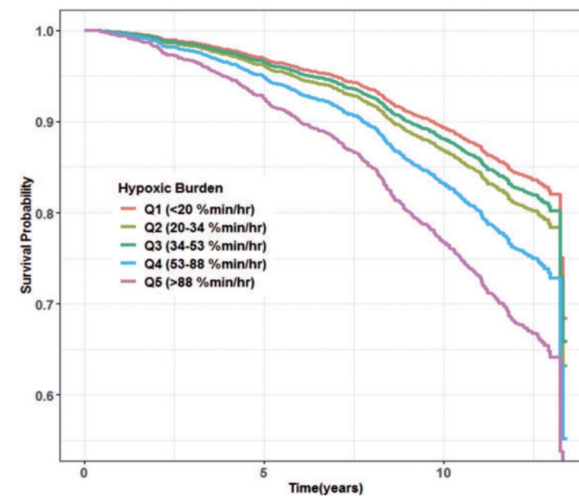 1.0
0.9
0.8
0.7
0.6
Survival Probability
Hypoxic Burden
Q1 (<20 %min/hr)
Q2 (20-34 %min/hr)
Q3 (34-53 %min/hr)
Q4 (53-88 %min/hr)
Q5 (>88 %min/hr)
0 5 10
Time(years)